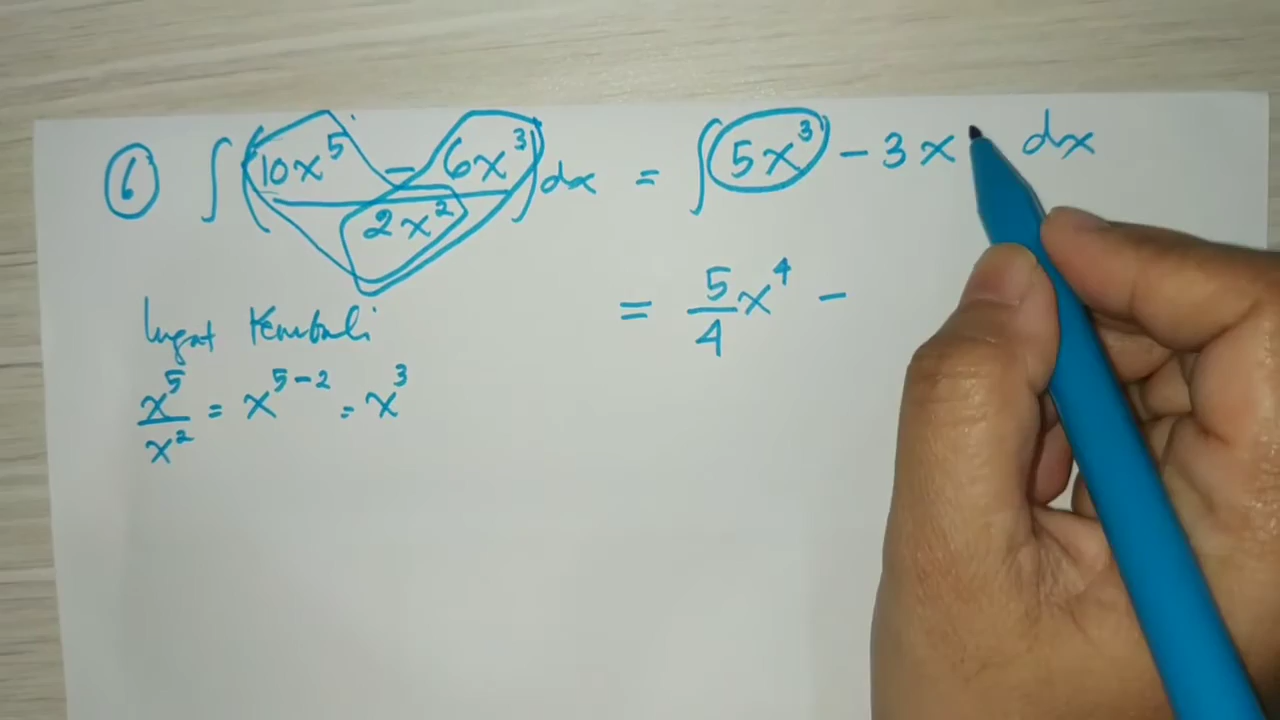 6 ∫ (10x⁵ - 6x³ / 2x²) dx = ∫ 5x³ - 3x dx
= 5/4 x⁴ -
Ingat Kembali
x⁵/x² = x⁵⁻² = x³